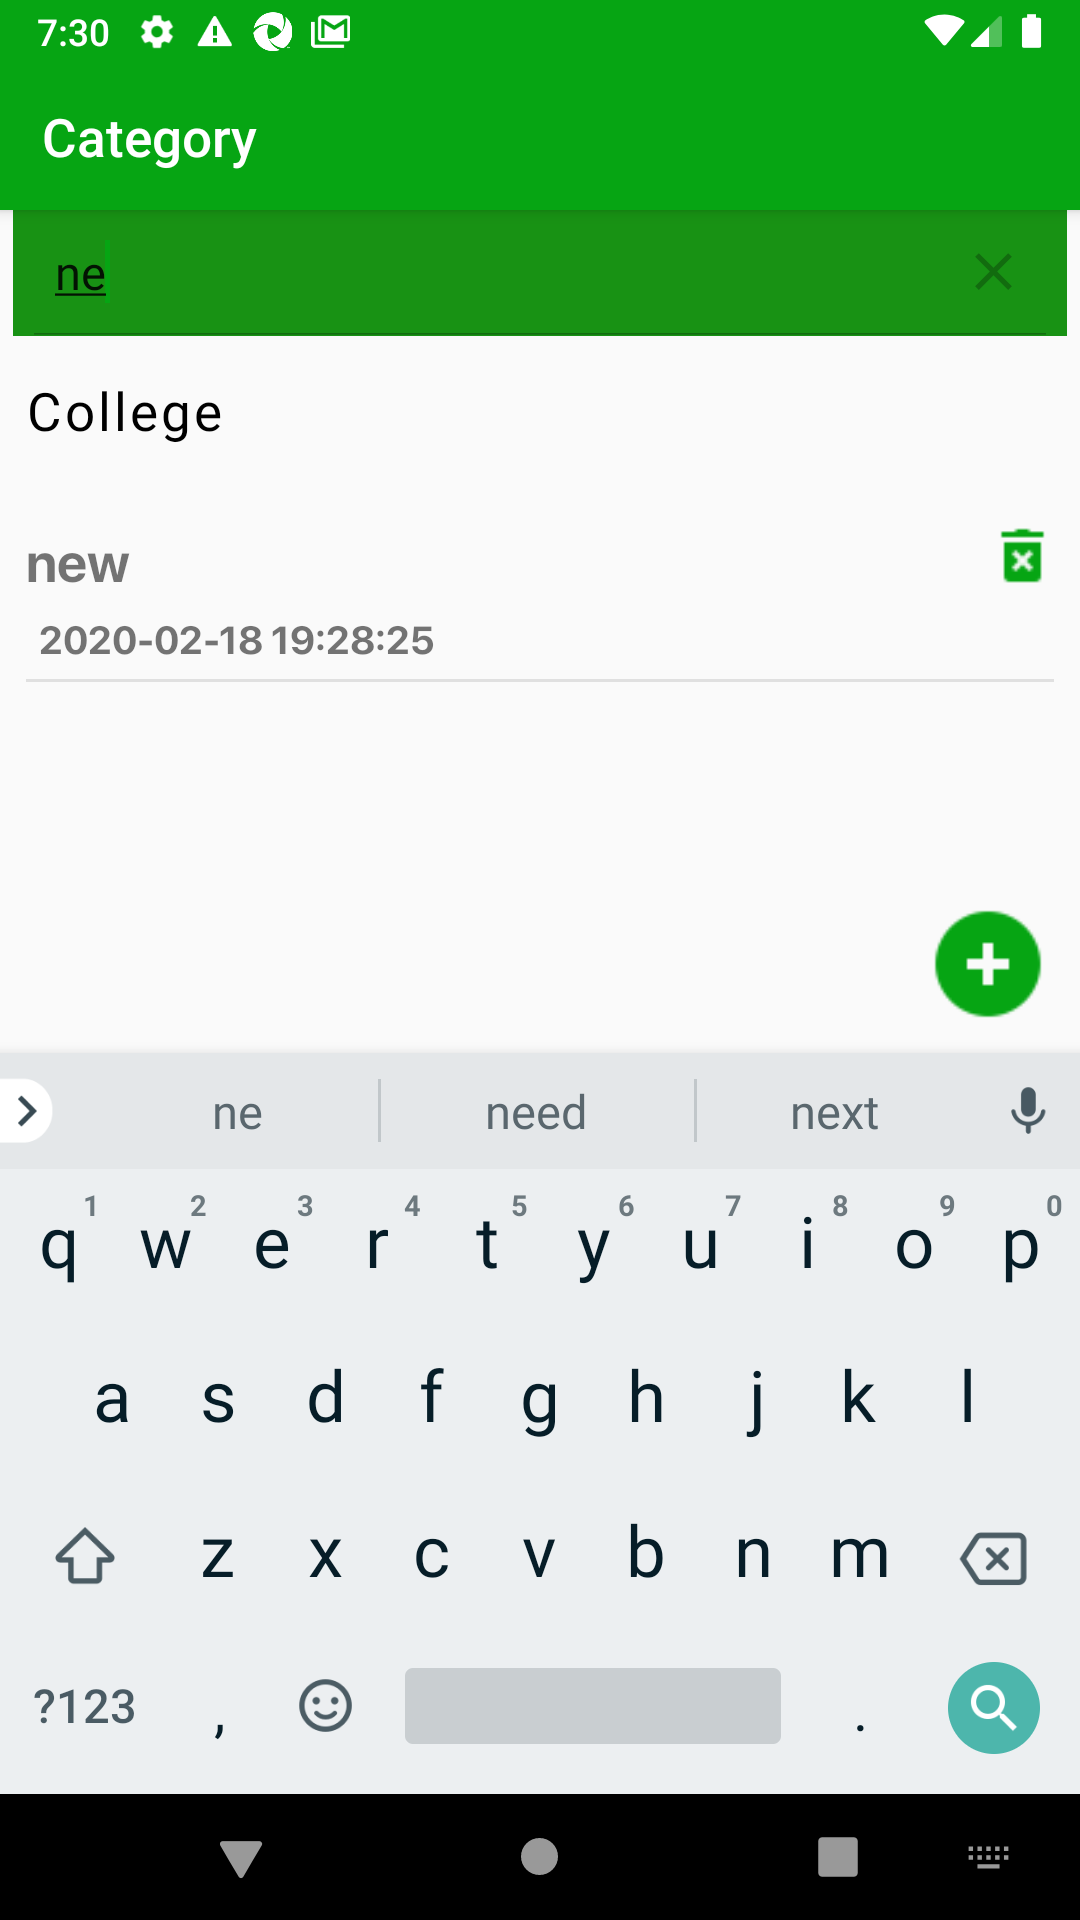 7:30
Category
ne
College
new
2020-02-18 19:28:25
ne need next
1 2 3 4 5 6 7 8 9 0
q w e r t y u i o p
a s d f g h j k l
z x c v b n m
?123 , .